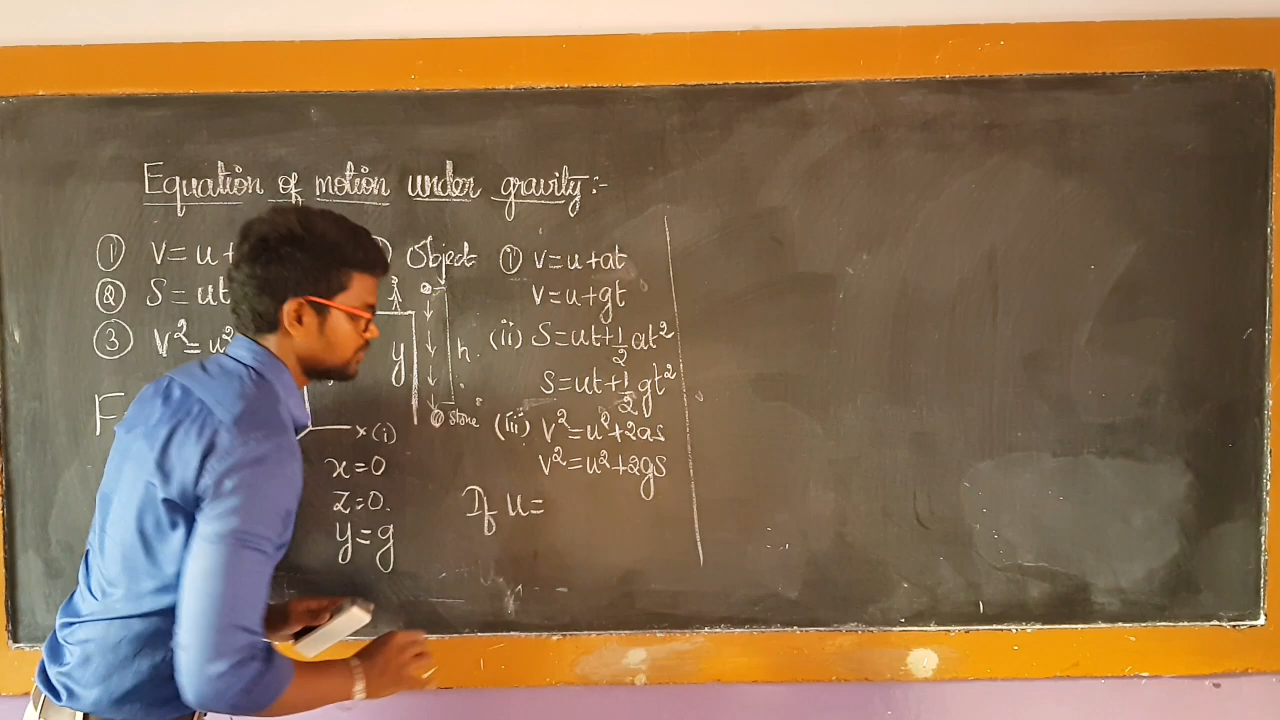 Equation of motion under gravity:-
① V=u+
② S=ut
③ V²=u²
F
Object
h.
y
stone
x(i)
x=0
z=0.
y=g
(i) V=u+at
V=u+gt
(ii) S=ut+1/2 at²
S=ut+1/2 gt²
(iii) V²=u²+2as
V²=u²+2gs
If u=